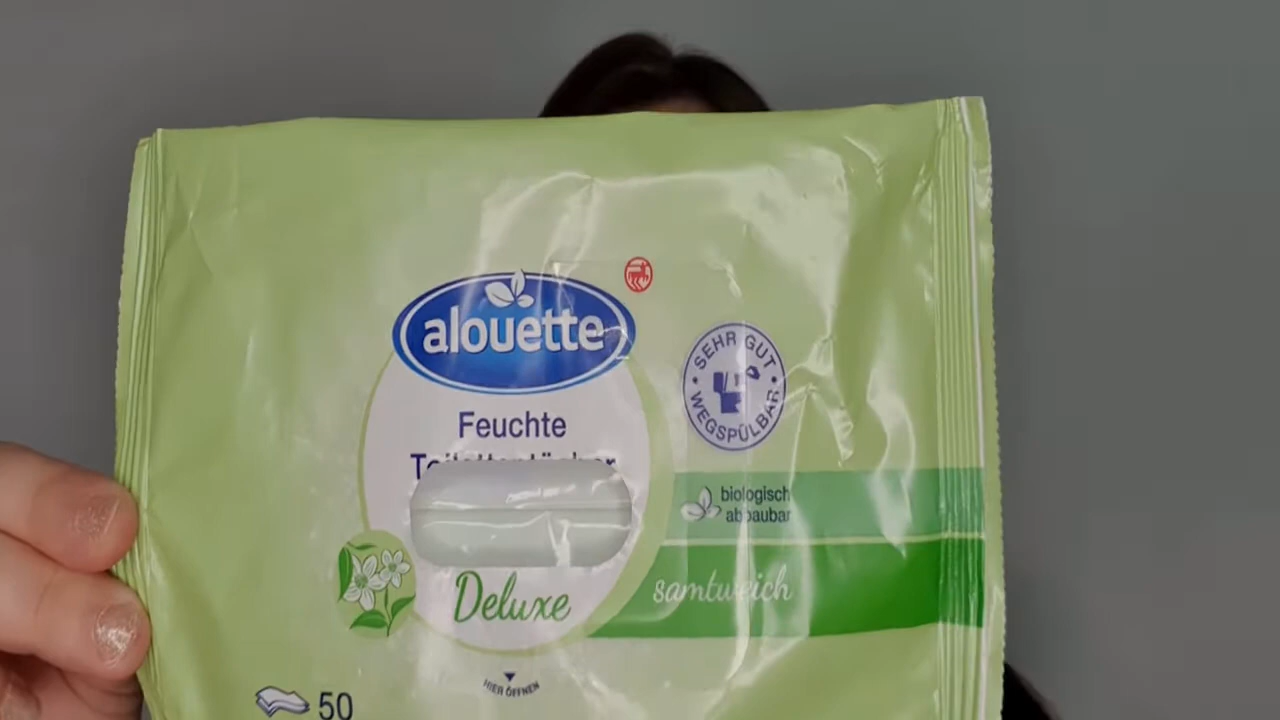 alouette
SEHR GUT
WEGSPÜLBAR
Feuchte
biologisch
abbaubar
Deluxe
samtweich
HIER ÖFFNEN
50